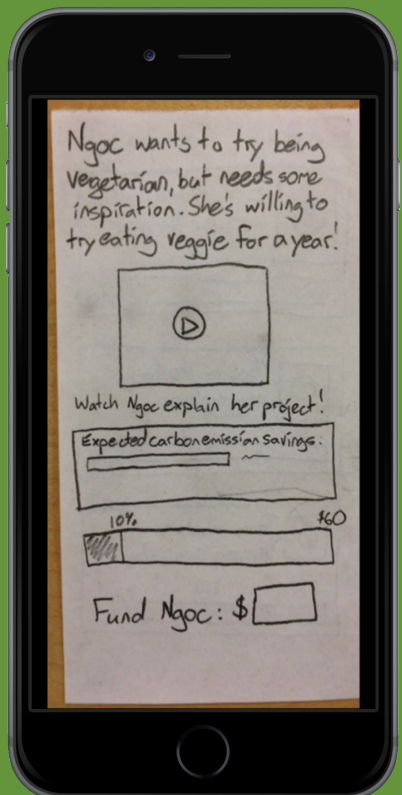 Ngoc wants to try being
vegetarian, but needs some
inspiration. She's willing to
try eating veggie for a year!
Watch Ngoc explain her project!
Expected carbon emission savings:
10% $60
Fund Ngoc: $